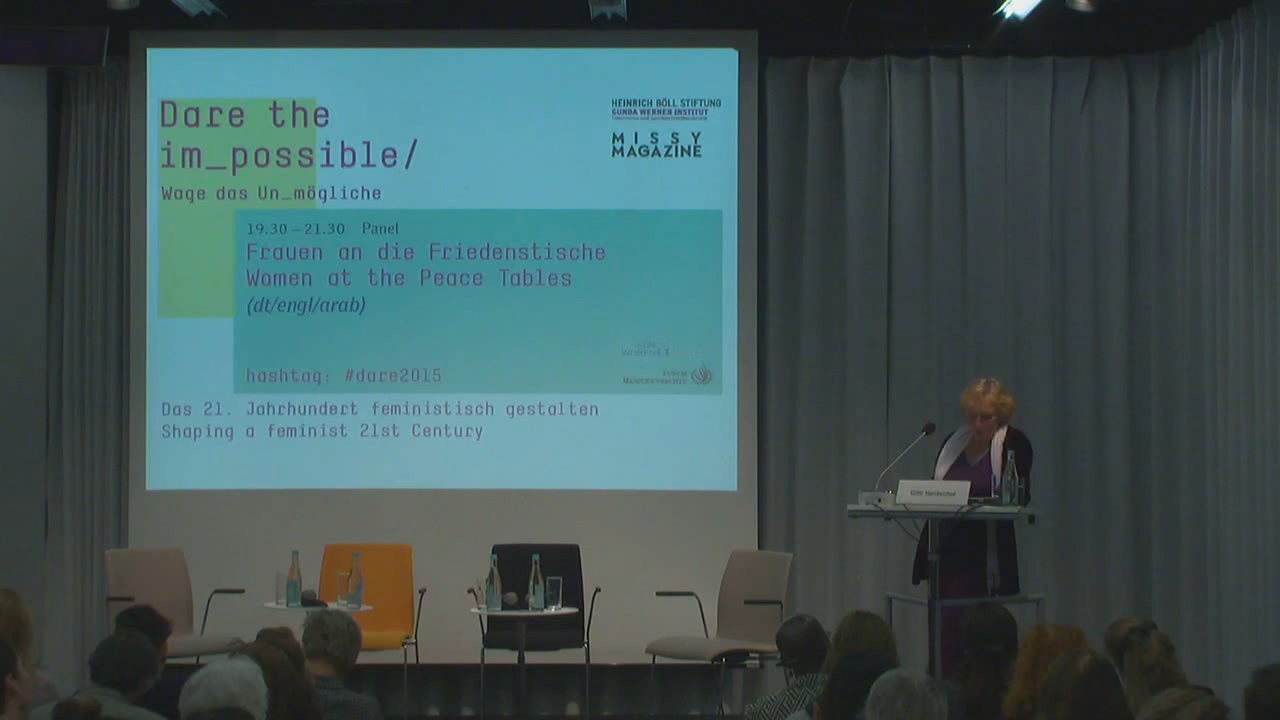 Dare the
im_possible/
Wage das Un_mögliche
HEINRICH BÖLL STIFTUNG
GUNDA WERNER INSTITUT
MISSY
MAGAZINE
19.30 – 21.30 Panel
Frauen an die Friedenstische
Women at the Peace Tables
(dt/engl/arab)
hashtag: #dare2015
Forum
Menschenrechte
Das 21. Jahrhundert feministisch gestalten
Shaping a feminist 21st Century